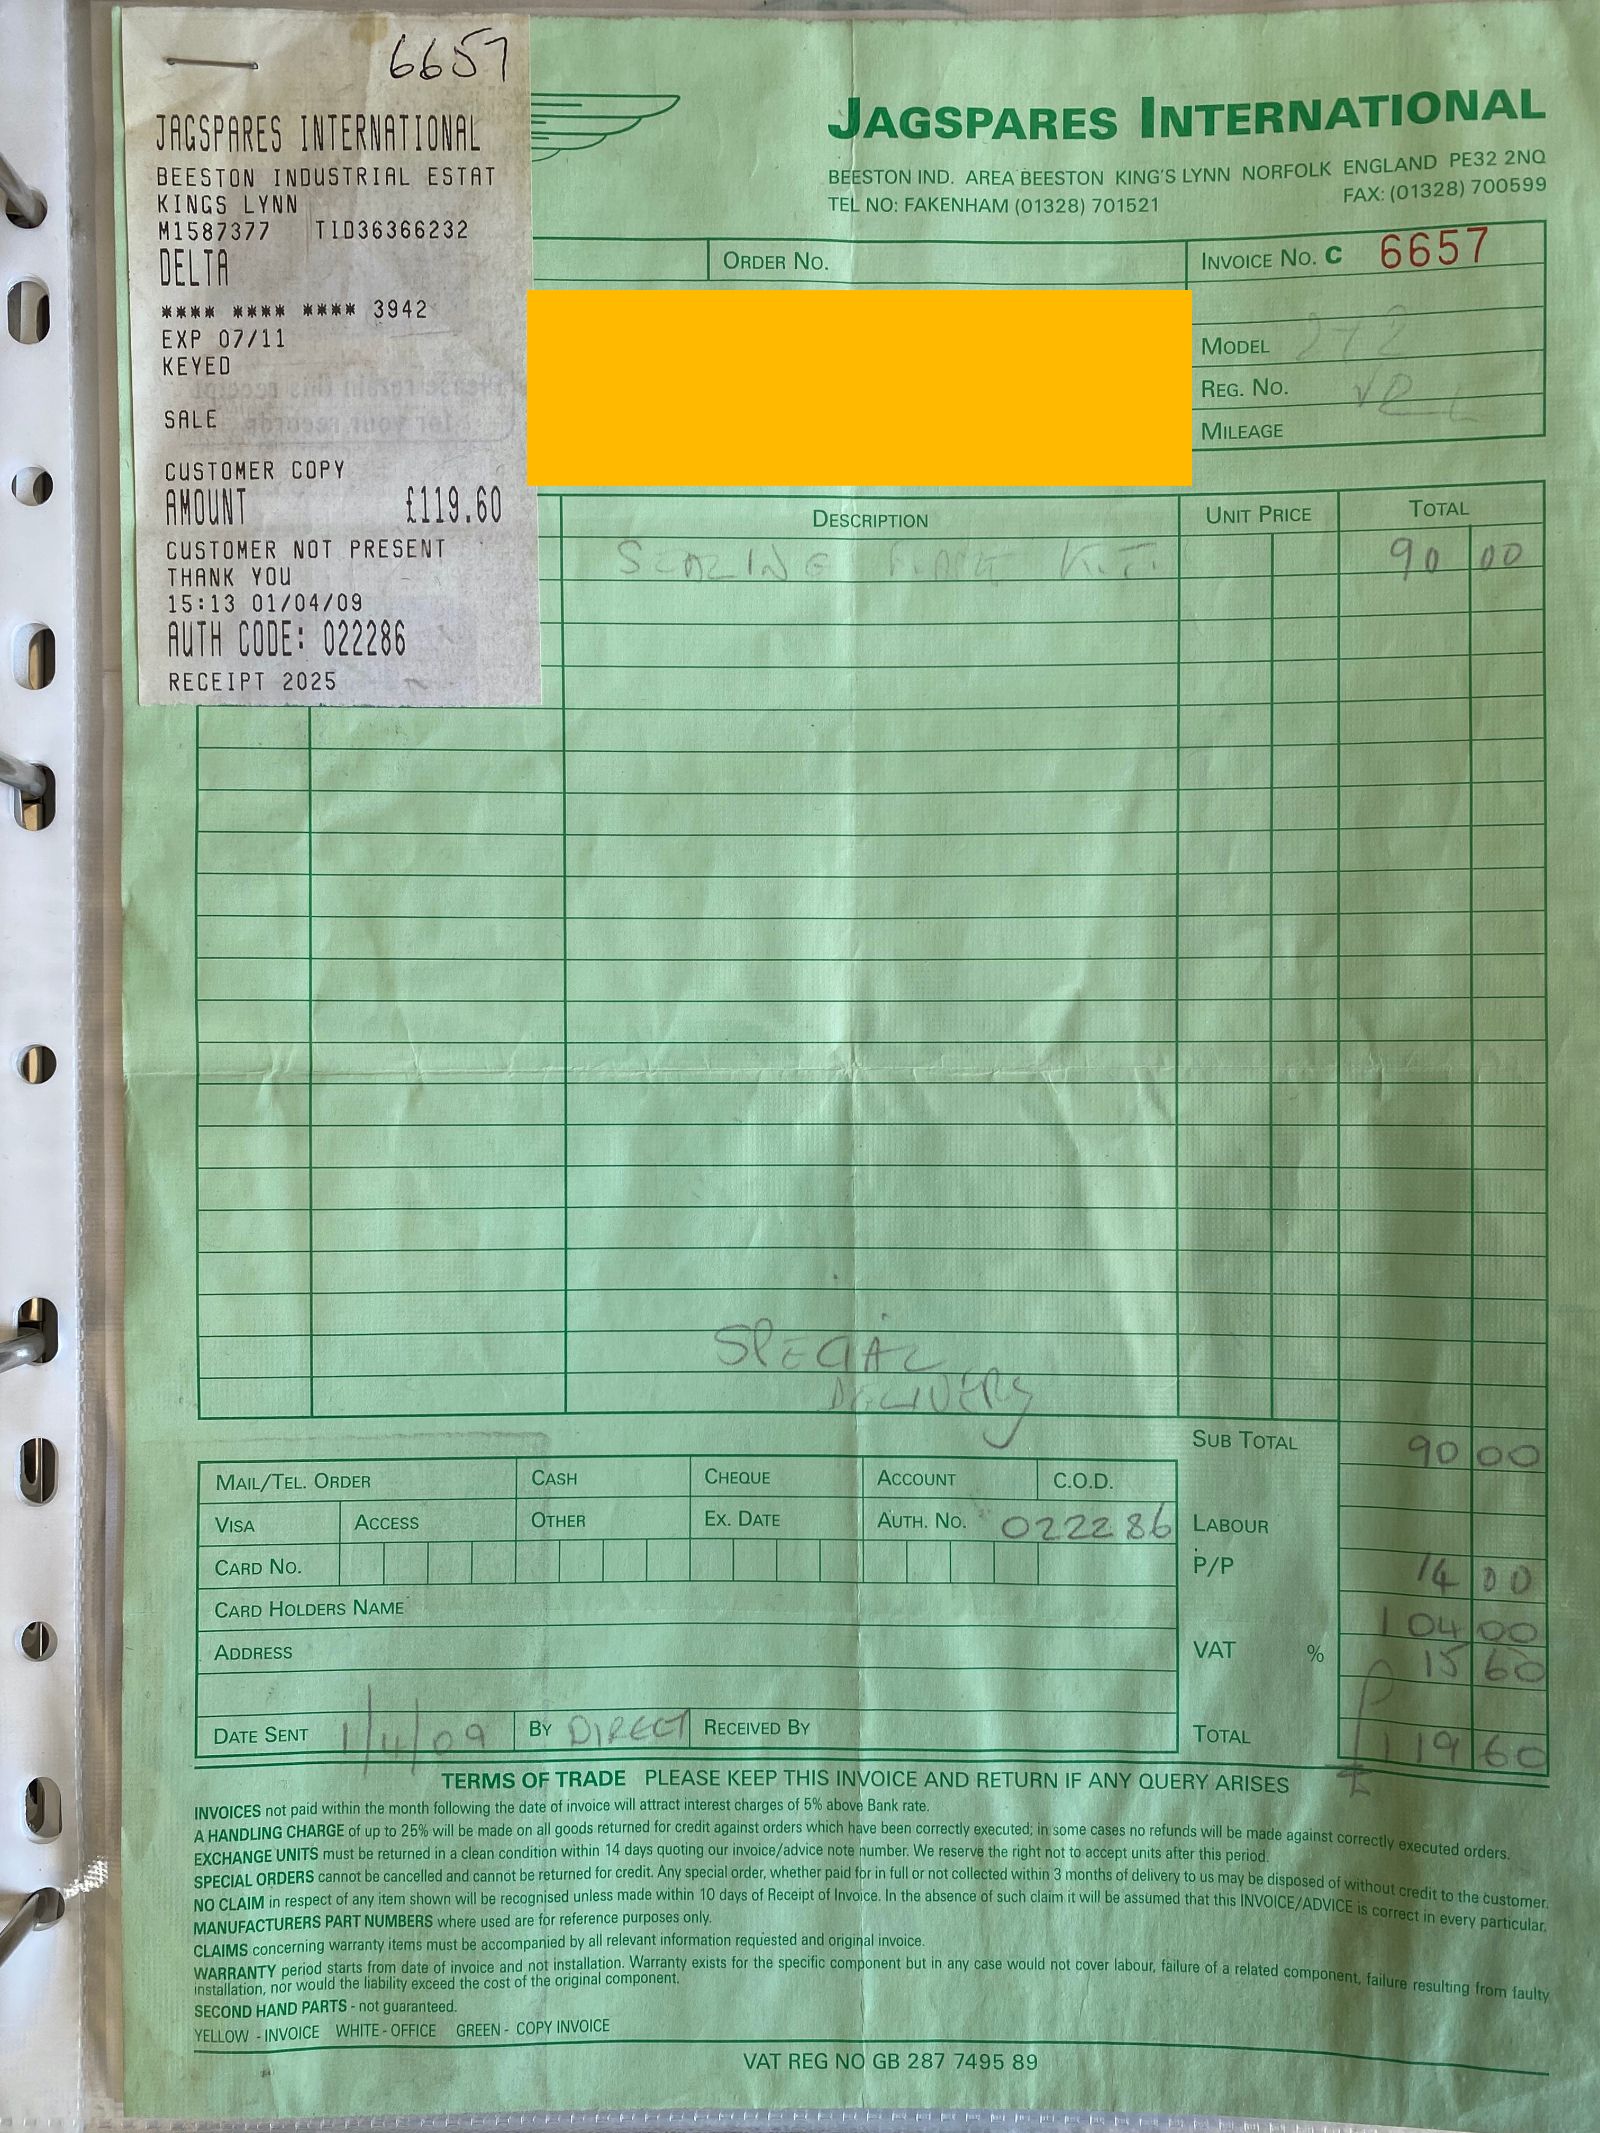 6657
JAGSPARES INTERNATIONAL
BEESTON INDUSTRIAL ESTAT
KINGS LYNN
M1587377 TID36366232
DELTA
**** **** **** 3942
EXP 07/11
KEYED
SALE
CUSTOMER COPY
AMOUNT £119.60
CUSTOMER NOT PRESENT
THANK YOU
15:13 01/04/09
AUTH CODE: 022286
RECEIPT 2025
JAGSPARES INTERNATIONAL
BEESTON IND. AREA BEESTON KING'S LYNN NORFOLK ENGLAND PE32 2NQ
TEL NO: FAKENHAM (01328) 701521 FAX: (01328) 700599
ORDER NO. INVOICE NO. C 6657
MODEL 2+2
REG. NO.
MILEAGE
DESCRIPTION UNIT PRICE TOTAL
KIT 90 00
SPECIAL
DELIVERY
SUB TOTAL 90 00
MAIL/TEL. ORDER CASH CHEQUE ACCOUNT C.O.D.
VISA ACCESS OTHER EX. DATE AUTH. NO. 022286 LABOUR
CARD NO. P/P 14 00
CARD HOLDERS NAME 104 00
ADDRESS VAT % 15 60
DATE SENT 1/4/09 BY DIRECT RECEIVED BY TOTAL £119 60
TERMS OF TRADE PLEASE KEEP THIS INVOICE AND RETURN IF ANY QUERY ARISES
INVOICES not paid within the month following the date of invoice will attract interest charges of 5% above Bank rate.
A HANDLING CHARGE of up to 25% will be made on all goods returned for credit against orders which have been correctly executed; in some cases no refunds will be made against correctly executed orders.
EXCHANGE UNITS must be returned in a clean condition within 14 days quoting our invoice/advice note number. We reserve the right not to accept units after this period.
SPECIAL ORDERS cannot be cancelled and cannot be returned for credit. Any special order, whether paid for in full or not collected within 3 months of delivery to us may be disposed of without credit to the customer.
NO CLAIM in respect of any item shown will be recognised unless made within 10 days of Receipt of Invoice. In the absence of such claim it will be assumed that this INVOICE/ADVICE is correct in every particular.
MANUFACTURERS PART NUMBERS where used are for reference purposes only.
CLAIMS concerning warranty items must be accompanied by all relevant information requested and original invoice.
WARRANTY period starts from date of invoice and not installation. Warranty exists for the specific component but in any case would not cover labour, failure of a related component, failure resulting from faulty
installation, nor would the liability exceed the cost of the original component.
SECOND HAND PARTS - not guaranteed.
YELLOW - INVOICE WHITE - OFFICE GREEN - COPY INVOICE
VAT REG NO GB 287 7495 89